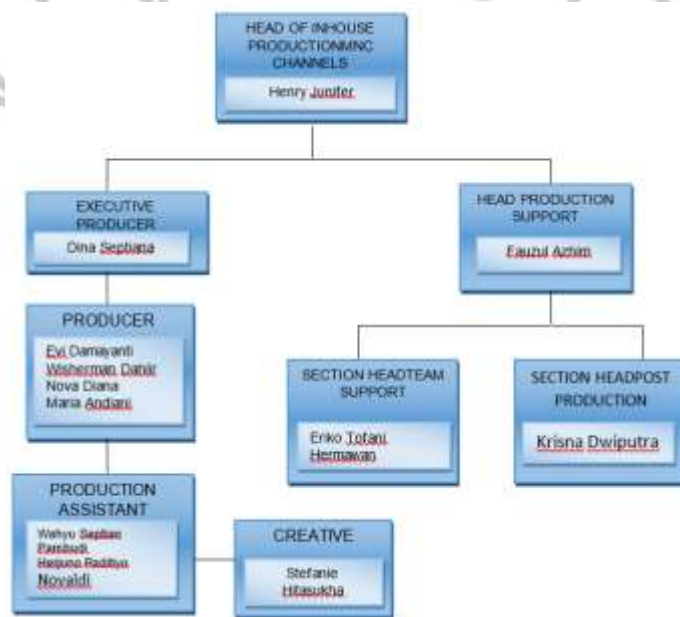 HEAD OF INHOUSE
PRODUCTIONMNC
CHANNELS
Henry Junifer
EXECUTIVE
PRODUCER
Dina Septiana
HEAD PRODUCTION
SUPPORT
Fauzul Azhim
PRODUCER
Evi Damayanti
Wisherman Dahlir
Nova Diana
Maria Andiani
SECTION HEADTEAM
SUPPORT
Eriko Tofani
Hermawan
SECTION HEADPOST
PRODUCTION
Krisna Dwiputra
PRODUCTION
ASSISTANT
Wahyu Septian
Pambudi
Harjuno Raditya
Novaldi
CREATIVE
Stefanie
Hitasukha